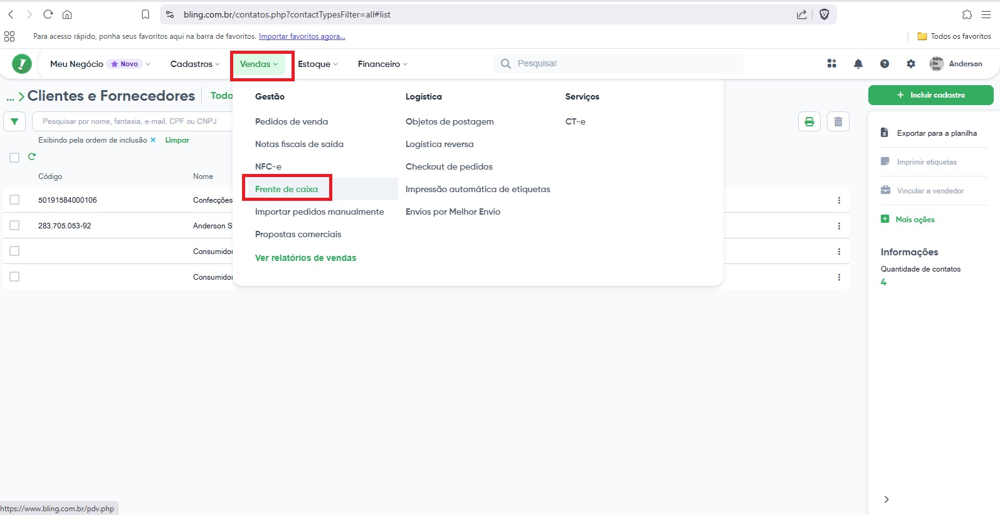 bling.com.br/contatos.php?contactTypesFilter=all#list
Para acesso rápido, ponha seus favoritos aqui na barra de favoritos. Importar favoritos agora...
Todos os favoritos
Meu Negócio Novo Cadastros Vendas Estoque Financeiro Pesquisar Anderson
... Clientes e Fornecedores Todo
Gestão
Pedidos de venda
Notas fiscais de saída
NFC-e
Frente de caixa
Importar pedidos manualmente
Propostas comerciais
Ver relatórios de vendas
Logística
Objetos de postagem
Logística reversa
Checkout de pedidos
Impressão automática de etiquetas
Envios por Melhor Envio
Serviços
CT-e
Pesquisar por nome, fantasia, e-mail, CPF ou CNPJ
Exibindo pela ordem de inclusão × Limpar
Código Nome
50191584000106 Confecções
283.705.053-92 Anderson S
Consumidor
Consumidor
+ Incluir cadastro
Exportar para a planilha
Imprimir etiquetas
Vincular a vendedor
Mais ações
Informações
Quantidade de contatos
4
https://www.bling.com.br/pdv.php